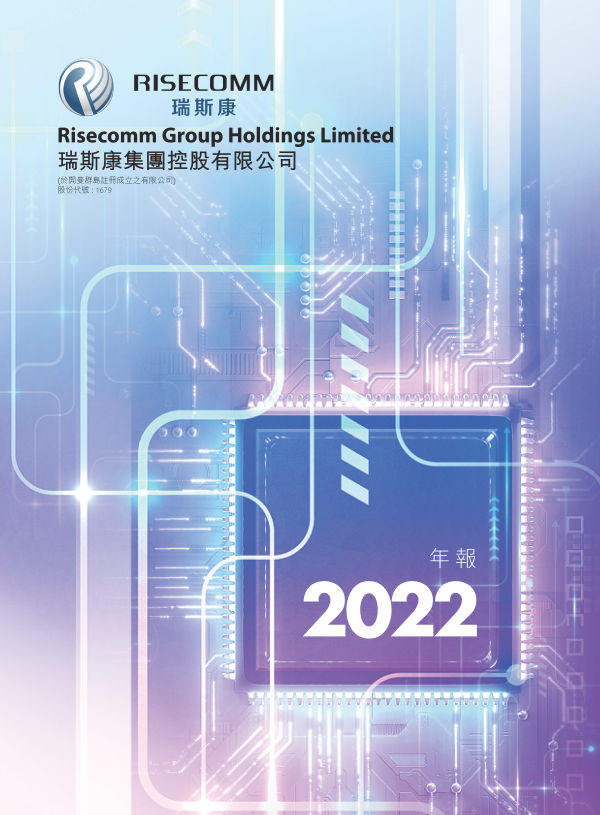 RISECOMM
瑞斯康
Risecomm Group Holdings Limited
瑞斯康集團控股有限公司
(於開曼群島註冊成立之有限公司)
股份代號 : 1679
年報
2022